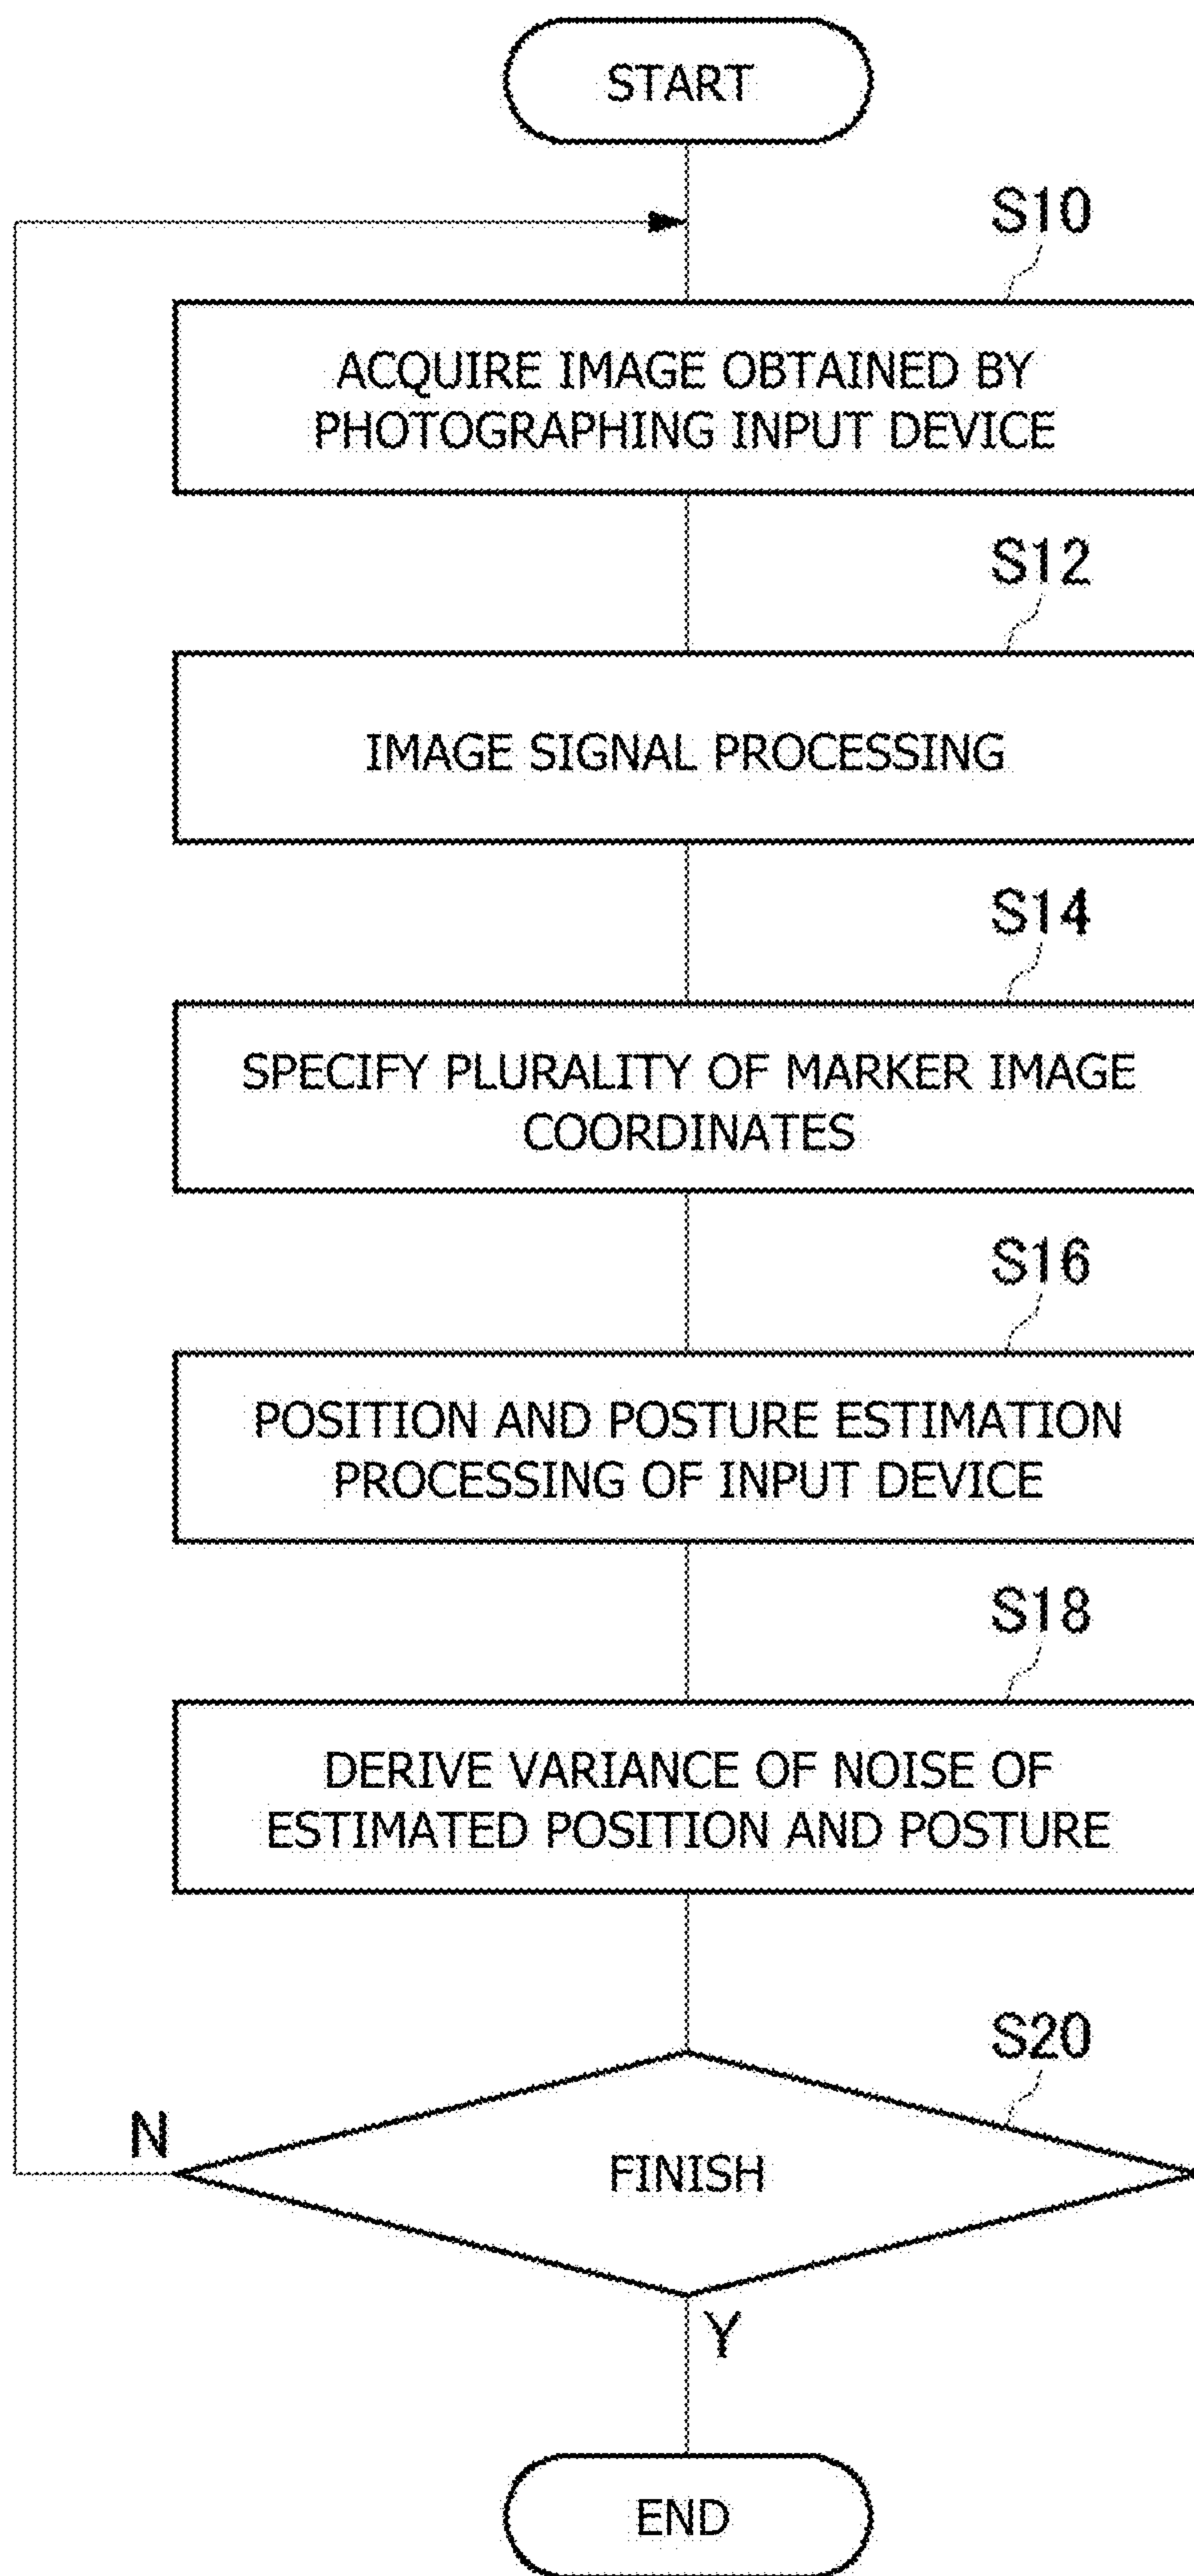 START
S10
ACQUIRE IMAGE OBTAINED BY
PHOTOGRAPHING INPUT DEVICE
S12
IMAGE SIGNAL PROCESSING
S14
SPECIFY PLURALITY OF MARKER IMAGE
COORDINATES
S16
POSITION AND POSTURE ESTIMATION
PROCESSING OF INPUT DEVICE
S18
DERIVE VARIANCE OF NOISE OF
ESTIMATED POSITION AND POSTURE
S20
N
FINISH
Y
END